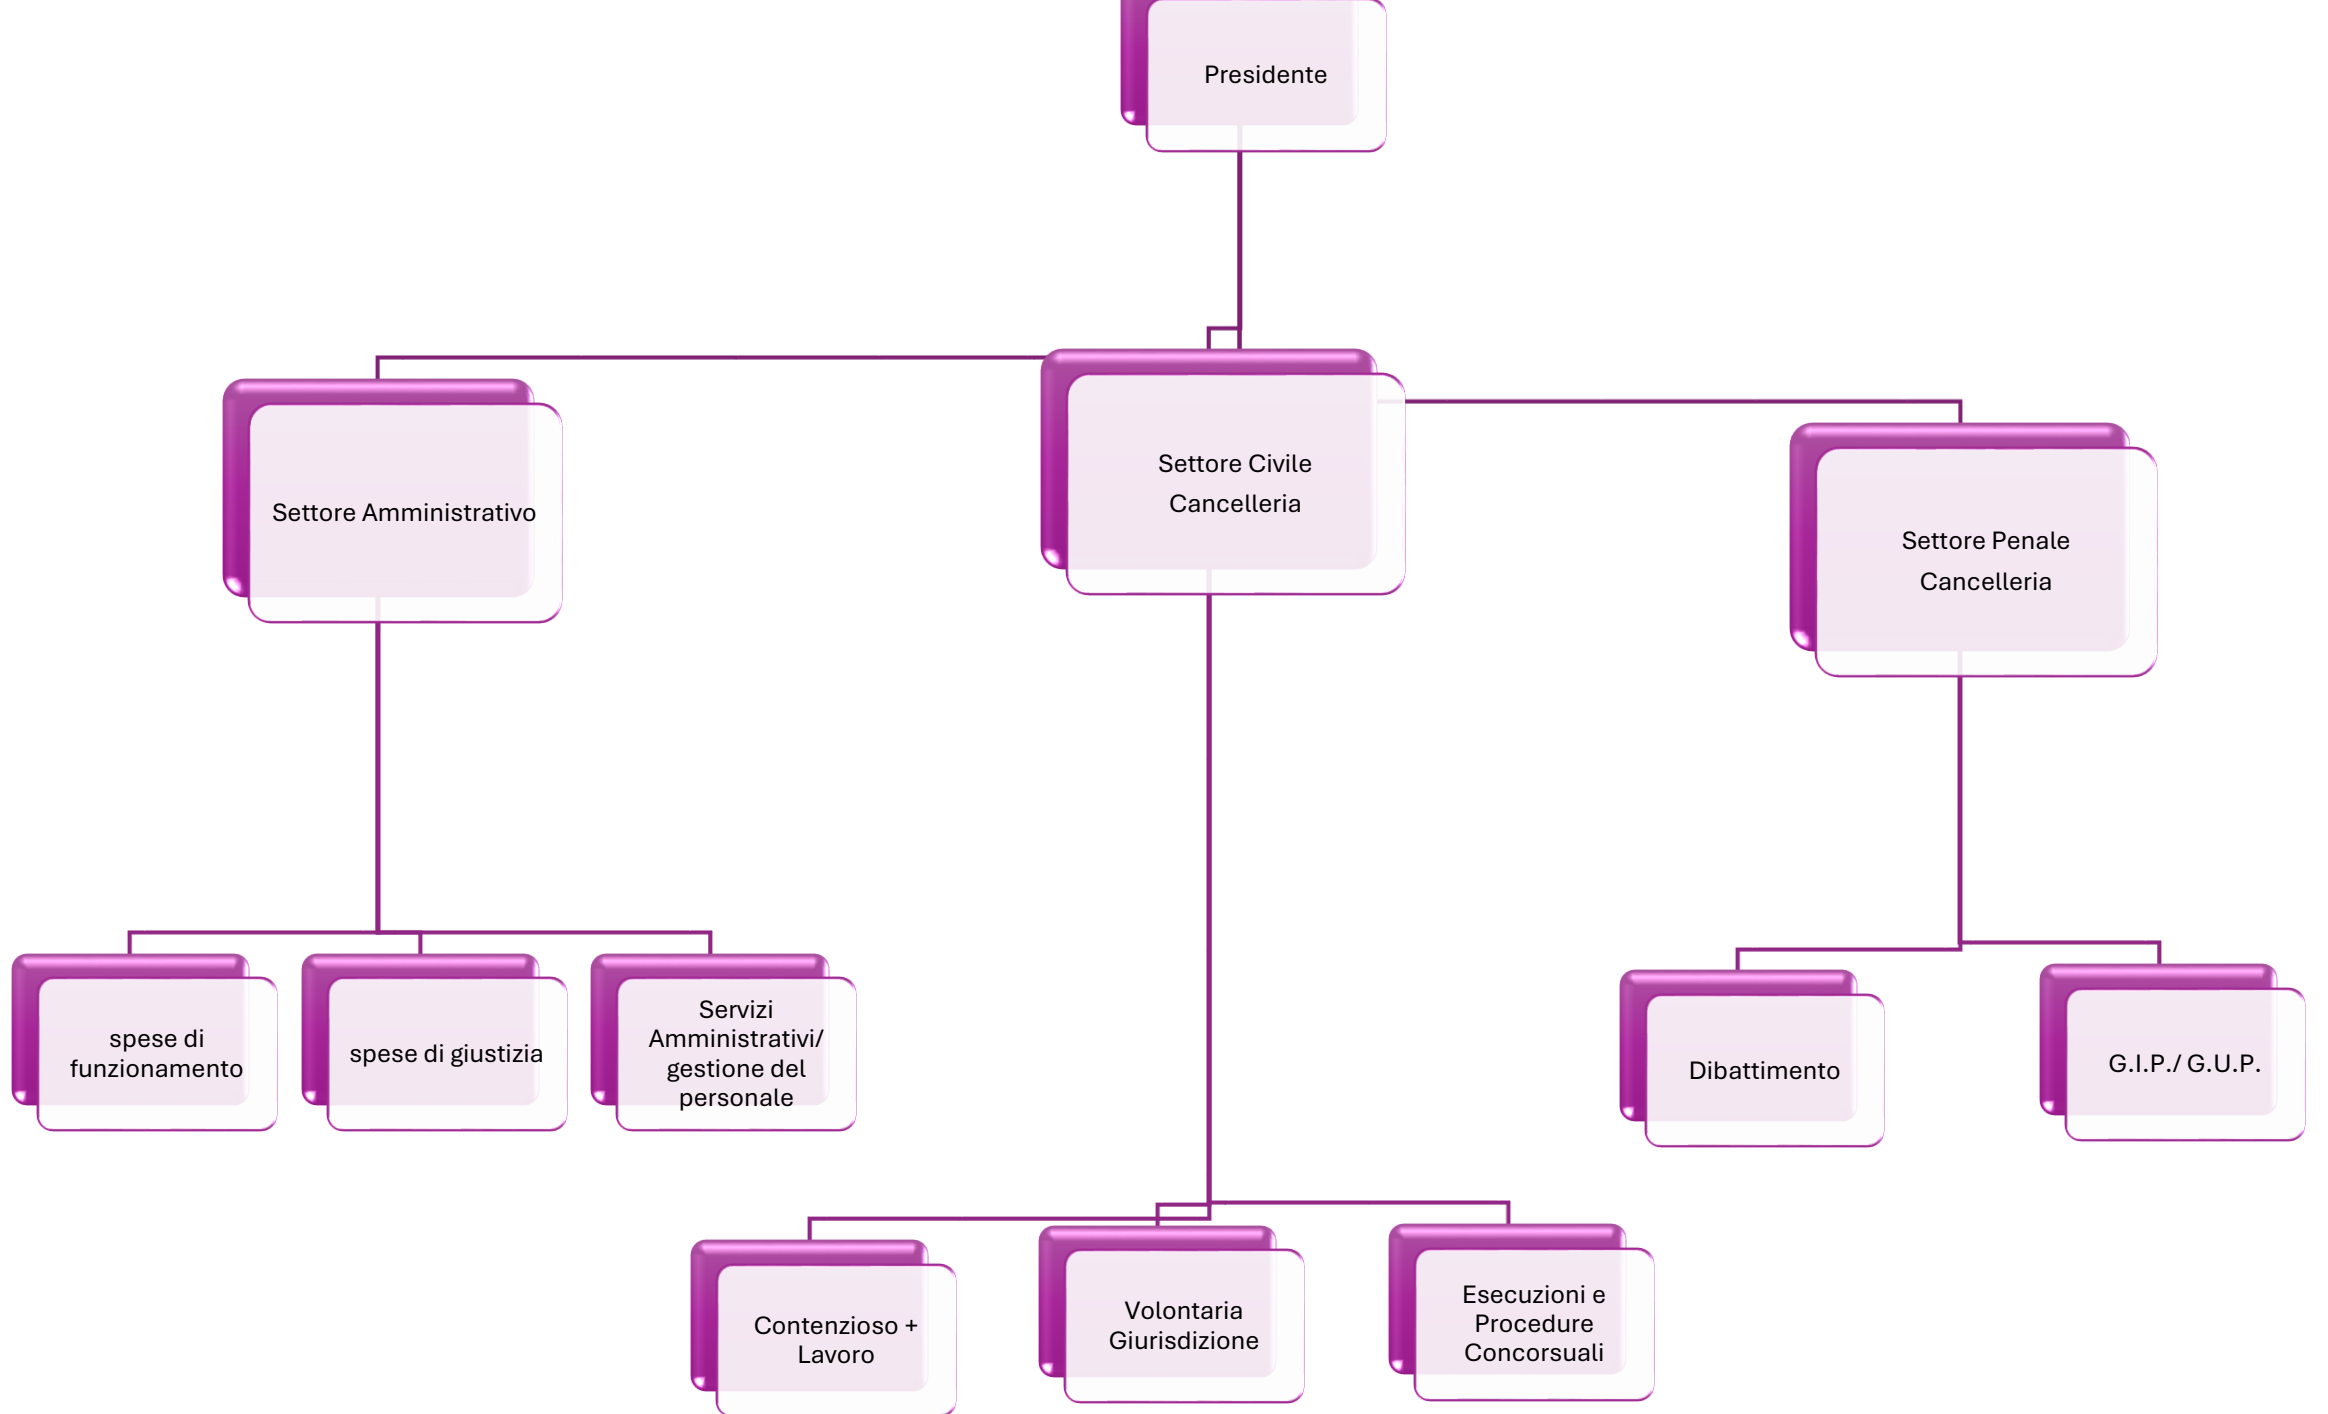 Presidente
Settore Amministrativo
Settore Civile
Cancelleria
Settore Penale
Cancelleria
spese di
funzionamento
spese di giustizia
Servizi
Amministrativi/
gestione del
personale
Dibattimento
G.I.P./ G.U.P.
Contenzioso +
Lavoro
Volontaria
Giurisdizione
Esecuzioni e
Procedure
Concorsuali